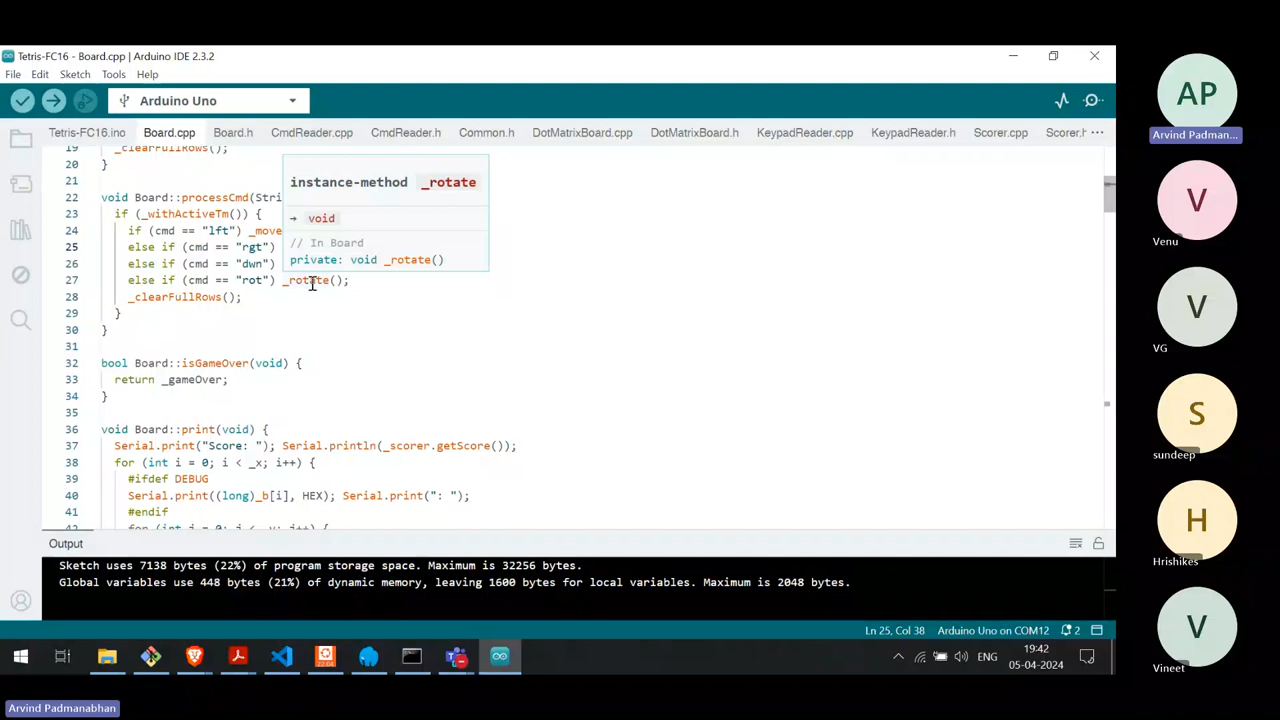 Tetris-FC16 - Board.cpp | Arduino IDE 2.3.2
File Edit Sketch Tools Help
Arduino Uno
Tetris-FC16.ino Board.cpp Board.h CmdReader.cpp CmdReader.h Common.h DotMatrixBoard.cpp DotMatrixBoard.h KeypadReader.cpp KeypadReader.h Scorer.cpp Scorer.h
19 _clearFullRows();
20 }
21
22 void Board::processCmd(Stri
23 if (_withActiveTm()) {
24 if (cmd == "lft") _move
25 else if (cmd == "rgt")
26 else if (cmd == "dwn")
27 else if (cmd == "rot") _rotate();
28 _clearFullRows();
29 }
30 }
31
32 bool Board::isGameOver(void) {
33 return _gameOver;
34 }
35
36 void Board::print(void) {
37 Serial.print("Score: "); Serial.println(_scorer.getScore());
38 for (int i = 0; i < _x; i++) {
39 #ifdef DEBUG
40 Serial.print((long)_b[i], HEX); Serial.print(": ");
41 #endif
instance-method _rotate
→ void
// In Board
private: void _rotate()
Output
Sketch uses 7138 bytes (22%) of program storage space. Maximum is 32256 bytes.
Global variables use 448 bytes (21%) of dynamic memory, leaving 1600 bytes for local variables. Maximum is 2048 bytes.
Ln 25, Col 38 Arduino Uno on COM12 2
22:04
ENG
19:42
05-04-2024
Arvind Padmanabhan
AP
Arvind Padman...
V
Venu
V
VG
S
sundeep
H
Hrishikes
V
Vineet